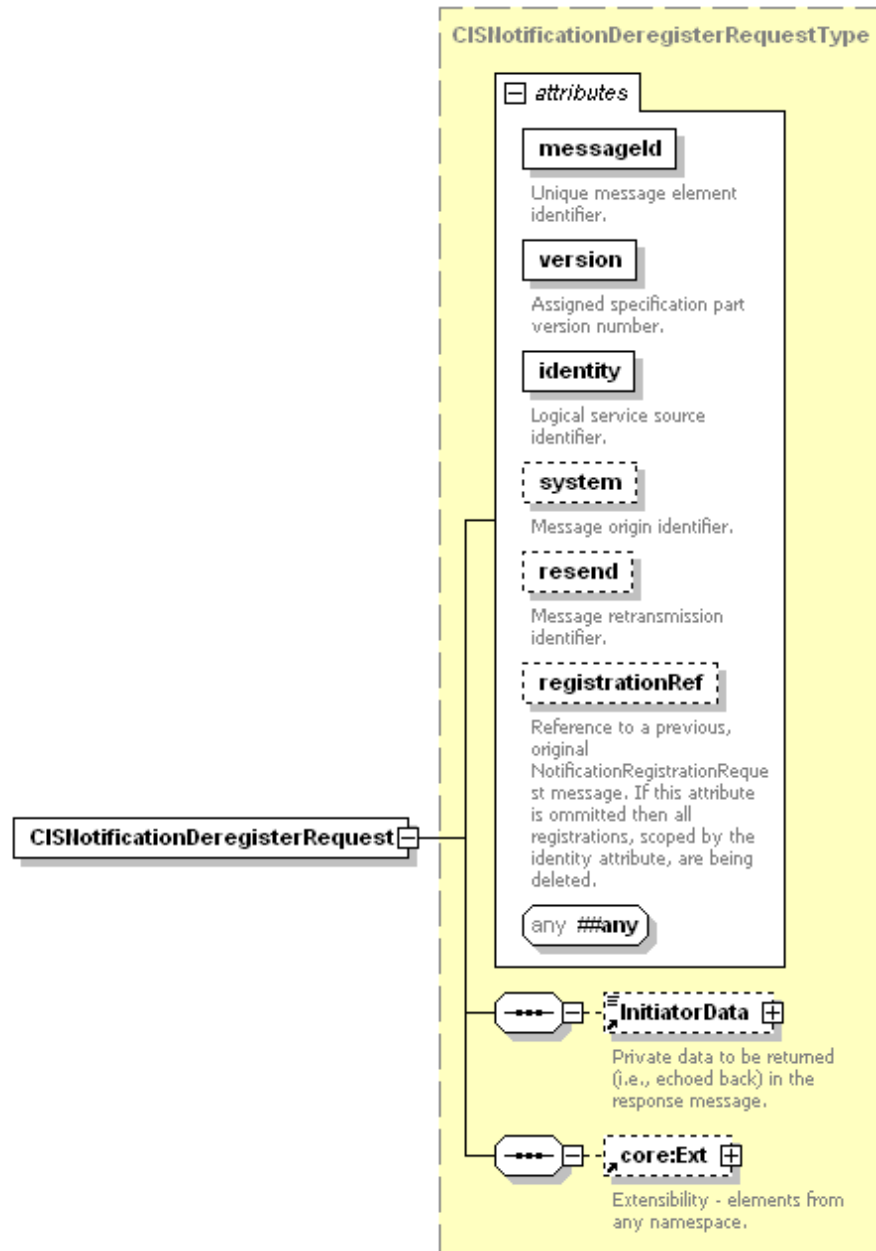 CISNotificationDeregisterRequestType
attributes
messageId
Unique message element
identifier.
version
Assigned specification part
version number.
identity
Logical service source
identifier.
system
Message origin identifier.
resend
Message retransmission
identifier.
registrationRef
Reference to a previous,
original
NotificationRegistrationReque
st message. If this attribute
is ommitted then all
registrations, scoped by the
identity attribute, are being
deleted.
CISNotificationDeregisterRequest
any ##any
InitiatorData
Private data to be returned
(i.e., echoed back) in the
response message.
core:Ext
Extensibility - elements from
any namespace.